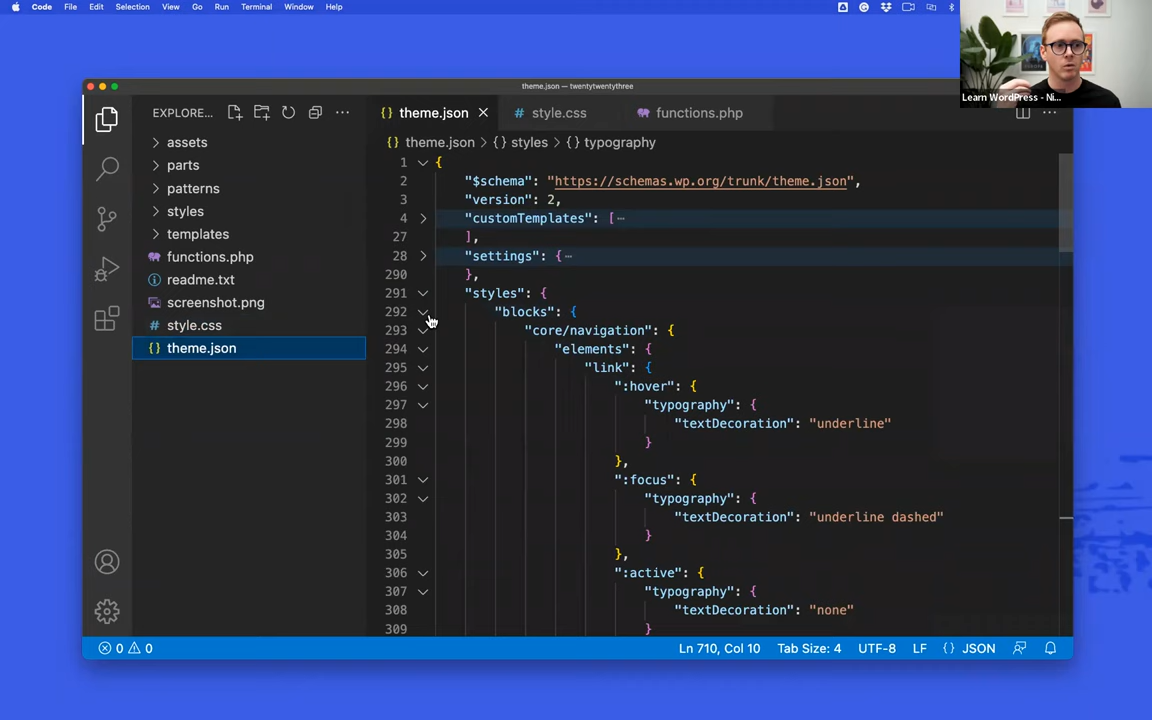 Code File Edit Selection View Go Run Terminal Window Help
Learn WordPress - Ni...
theme.json — twentytwentythree
EXPLORE...
assets
parts
patterns
styles
templates
functions.php
readme.txt
screenshot.png
style.css
theme.json
theme.json style.css functions.php
{} theme.json > {} styles > {} typography
1 {
2 "$schema": "https://schemas.wp.org/trunk/theme.json",
3 "version": 2,
4 "customTemplates": [ ⋯
27 ],
28 "settings": { ⋯
290 },
291 "styles": {
292 "blocks": {
293 "core/navigation": {
294 "elements": {
295 "link": {
296 ":hover": {
297 "typography": {
298 "textDecoration": "underline"
299 }
300 },
301 ":focus": {
302 "typography": {
303 "textDecoration": "underline dashed"
304 }
305 },
306 ":active": {
307 "typography": {
308 "textDecoration": "none"
309 }
0 0 Ln 710, Col 10 Tab Size: 4 UTF-8 LF {} JSON